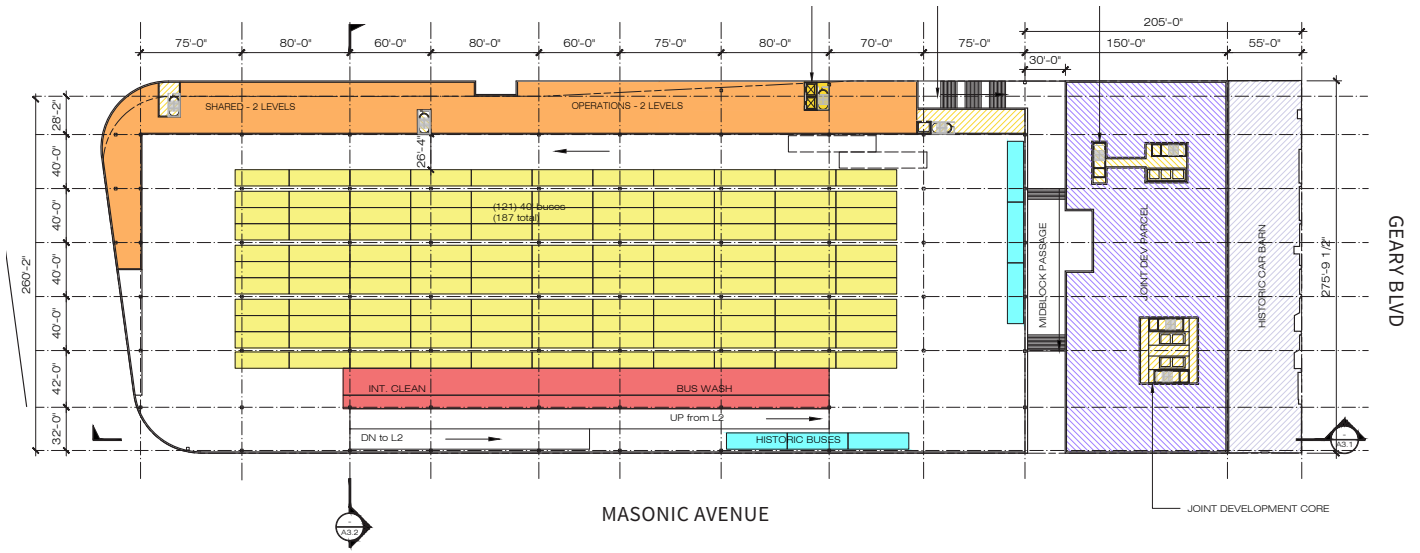 205'-0"
75'-0"
80'-0"
60'-0"
80'-0"
60'-0"
75'-0"
80'-0"
70'-0"
75'-0"
150'-0"
55'-0"
30'-0"
SHARED - 2 LEVELS
OPERATIONS - 2 LEVELS
28'-2"
40'-0"
40'-0"
40'-0"
40'-0"
42'-0"
32'-0"
260'-2"
26'-4"
(121) 40' buses
(187 total)
INT. CLEAN
BUS WASH
UP from L2
DN to L2
HISTORIC BUSES
MIDBLOCK PASSAGE
JOINT DEV PARCEL
HISTORIC CAR BARN
275'-9 1/2"
GEARY BLVD
-
A3.1
JOINT DEVELOPMENT CORE
MASONIC AVENUE
-
A3.2